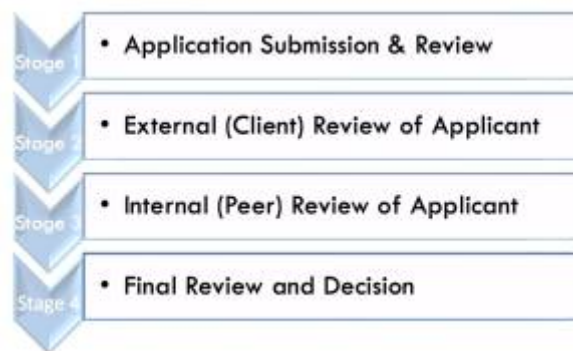 Stage 1
• Application Submission & Review
Stage 2
• External (Client) Review of Applicant
Stage 3
• Internal (Peer) Review of Applicant
Stage 4
• Final Review and Decision